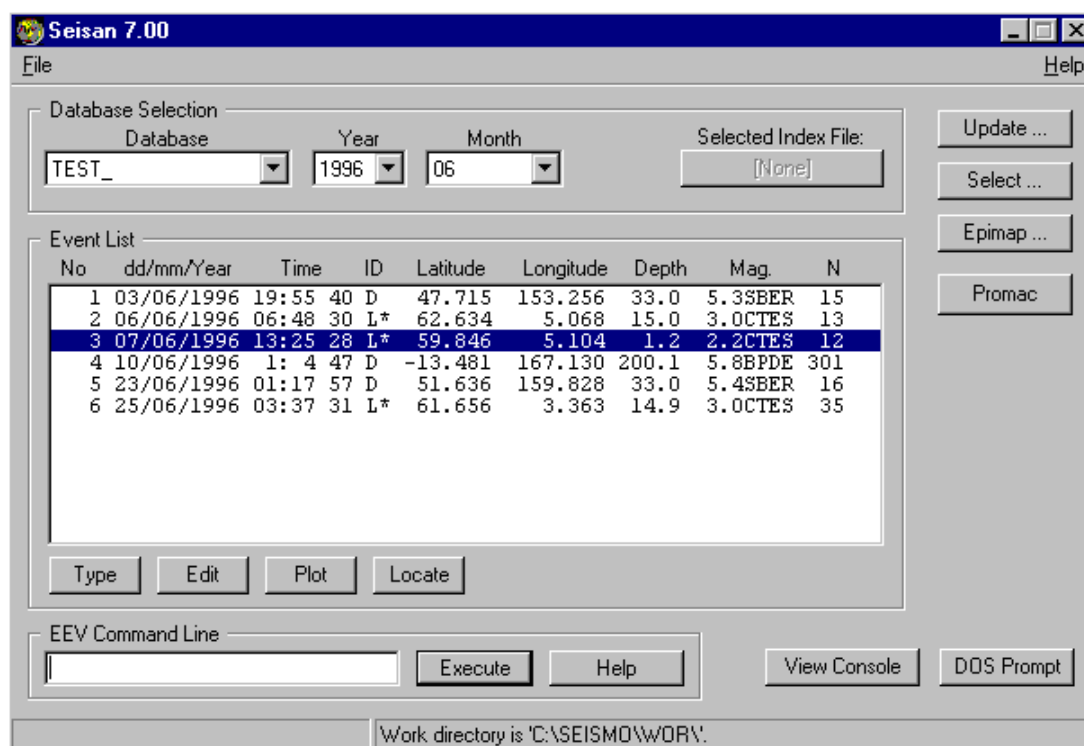 Seisan 7.00
File Help
Database Selection
Database Year Month Selected Index File:
TEST_ 1996 06 [None]
Update ...
Select ...
Epimap ...
Promac
Event List
No dd/mm/Year Time ID Latitude Longitude Depth Mag. N
1 03/06/1996 19:55 40 D 47.715 153.256 33.0 5.3SBER 15
2 06/06/1996 06:48 30 L* 62.634 5.068 15.0 3.0CTES 13
3 07/06/1996 13:25 28 L* 59.846 5.104 1.2 2.2CTES 12
4 10/06/1996 1: 4 47 D -13.481 167.130 200.1 5.8BPDE 301
5 23/06/1996 01:17 57 D 51.636 159.828 33.0 5.4SBER 16
6 25/06/1996 03:37 31 L* 61.656 3.363 14.9 3.0CTES 35
Type Edit Plot Locate
EEV Command Line
Execute Help View Console DOS Prompt
Work directory is 'C:\SEISMO\WOR\'.